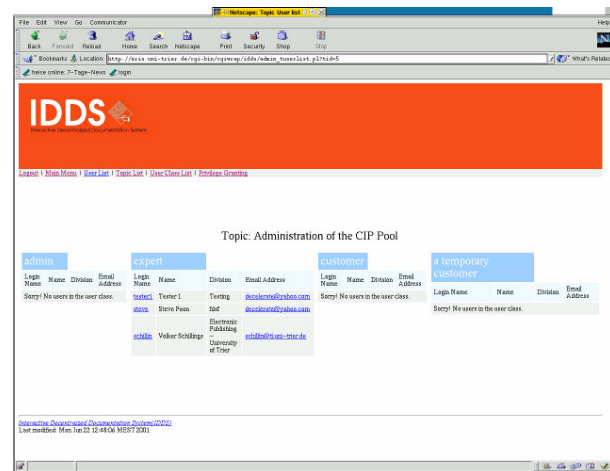 Netscape: Topic User list
File Edit View Go Communicator Help
Back Forward Reload Home Search Netscape Print Security Shop Stop
Bookmarks Location: http://eris.uni-trier.de/cgi-bin/cgiwrap/idds/admin_tuserlist.pl?tid=5 What's Related
heise online: 7-Tage-News login
IDDS
Interactive Decentralized Documentation System
Logout | Main Menu | User List | Topic List | User Class List | Privilege Granting
Topic: Administration of the CIP Pool
admin
Login Name Name Division Email Address
Sorry! No users in the user class.
expert
Login Name Name Division Email Address
tester1 Tester 1 Testing decelerate@yahoo.com
steve Steve Poon decelerate@yahoo.com
schillin Volker Schillings Electronic Publishing – University of Trier schillin@ti.uni-trier.de
customer
Login Name Name Division Email Address
Sorry! No users in the user class.
a temporary customer
Login Name Name Division Email Address
Sorry! No users in the user class.
Interactive Decentralized Documentation System(IDDS)
Last modified: Mon Jun 22 12:48:06 MEST 2001